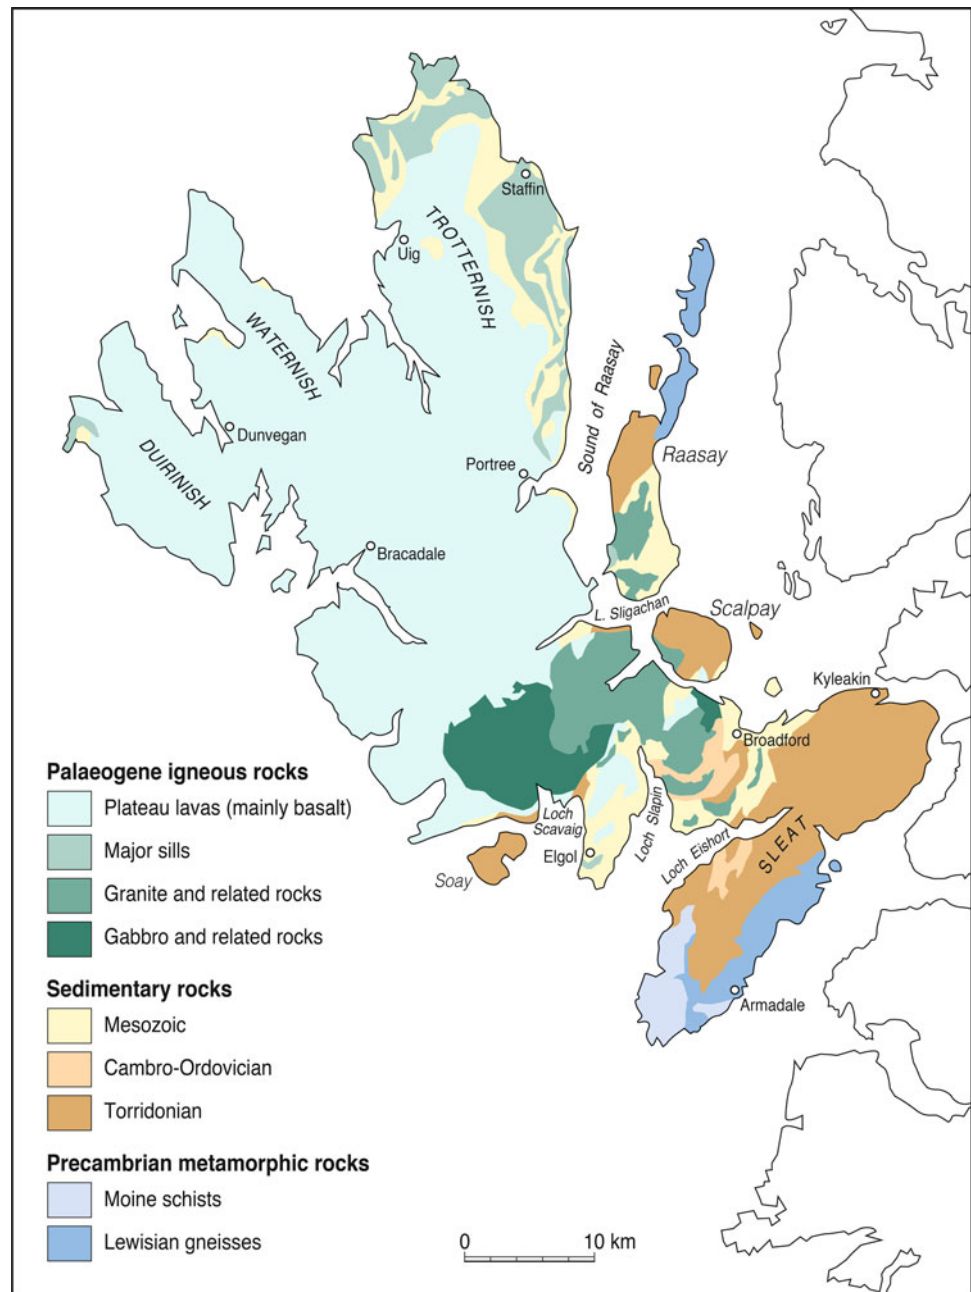 Staffin
Uig
TROTTERNISH
WATERNISH
DUIRINISH
Dunvegan
Portree
Bracadale
Sound of Raasay
Raasay
L. Sligachan
Scalpay
Kyleakin
Broadford
Loch
Scavaig
Loch Slapin
Elgol
Soay
Loch Eishort
SLEAT
Armadale
Palaeogene igneous rocks
Plateau lavas (mainly basalt)
Major sills
Granite and related rocks
Gabbro and related rocks
Sedimentary rocks
Mesozoic
Cambro-Ordovician
Torridonian
Precambrian metamorphic rocks
Moine schists
Lewisian gneisses
0 10 km